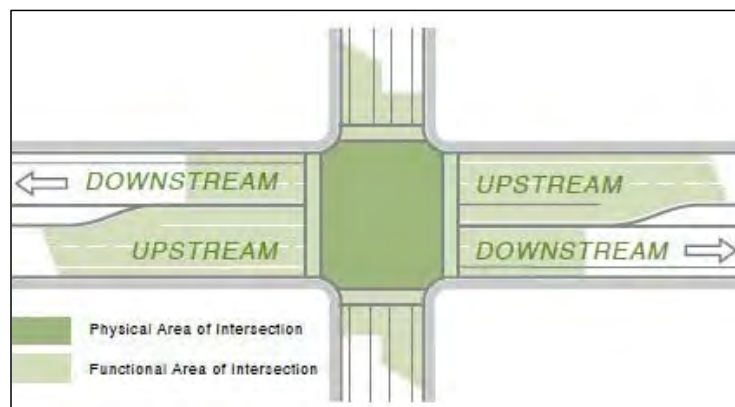 DOWNSTREAM
UPSTREAM
UPSTREAM
DOWNSTREAM
Physical Area of Intersection
Functional Area of Intersection